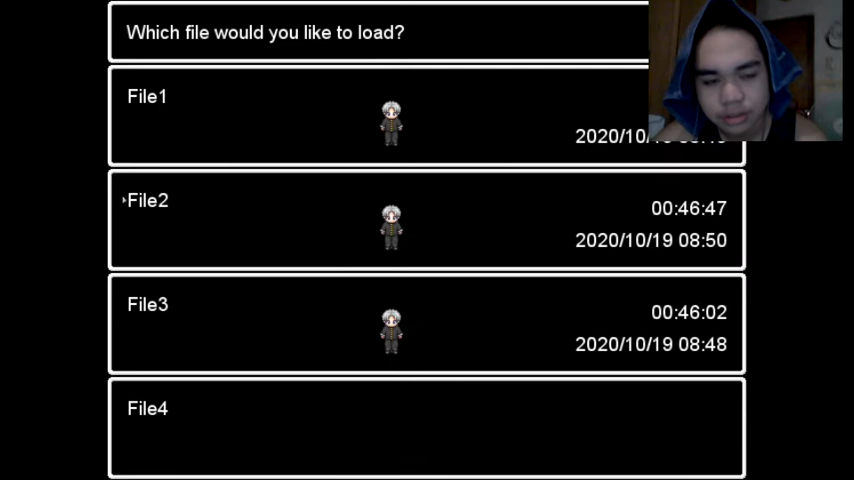 Which file would you like to load?
File1
File2
00:46:47
2020/10/19 08:50
File3
00:46:02
2020/10/19 08:48
File4